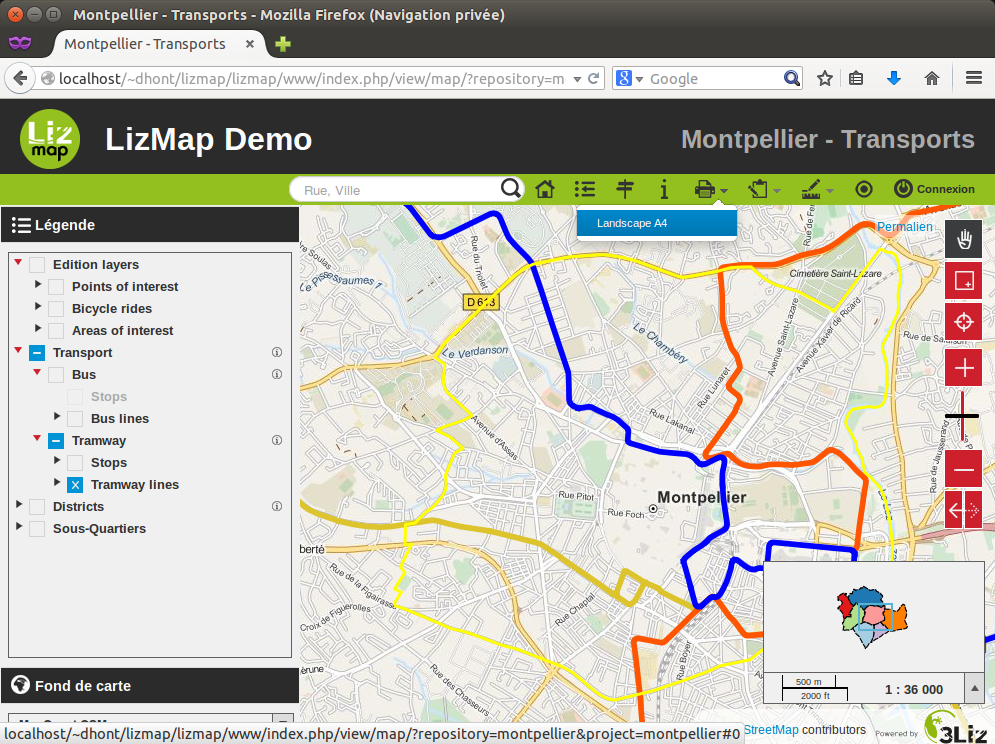 Montpellier - Transports - Mozilla Firefox (Navigation privée)
Montpellier - Transports
localhost/~dhont/lizmap/lizmap/www/index.php/view/map/?repository=m
Google
Liz map
LizMap Demo
Montpellier - Transports
Rue, Ville
Connexion
Landscape A4
Permalien
Légende
Edition layers
Points of interest
Bicycle rides
Areas of interest
Transport
Bus
Stops
Bus lines
Tramway
Stops
Tramway lines
Districts
Sous-Quartiers
Rue du Triolet
Cimetière Saint-Lazare
D 613
Le Verdanson
Le Chambéry
Avenue Saint-Lazare
Avenue Xavier de Ricard
Rue Lunaret
Rue Lakanal
Avenue d'Assas
Rue de Jausserand
Rue Pitot
Montpellier
Rue Foch
berté
Rue de la Figairasse
Croix de Figuerolles
Rue Chaptal
Rue Boyer
Rue des Chasseurs
500 m
2000 ft
1 : 36 000
Fond de carte
localhost/~dhont/lizmap/lizmap/www/index.php/view/map/?repository=montpellier&project=montpellier#0
StreetMap contributors
Powered by
3Liz